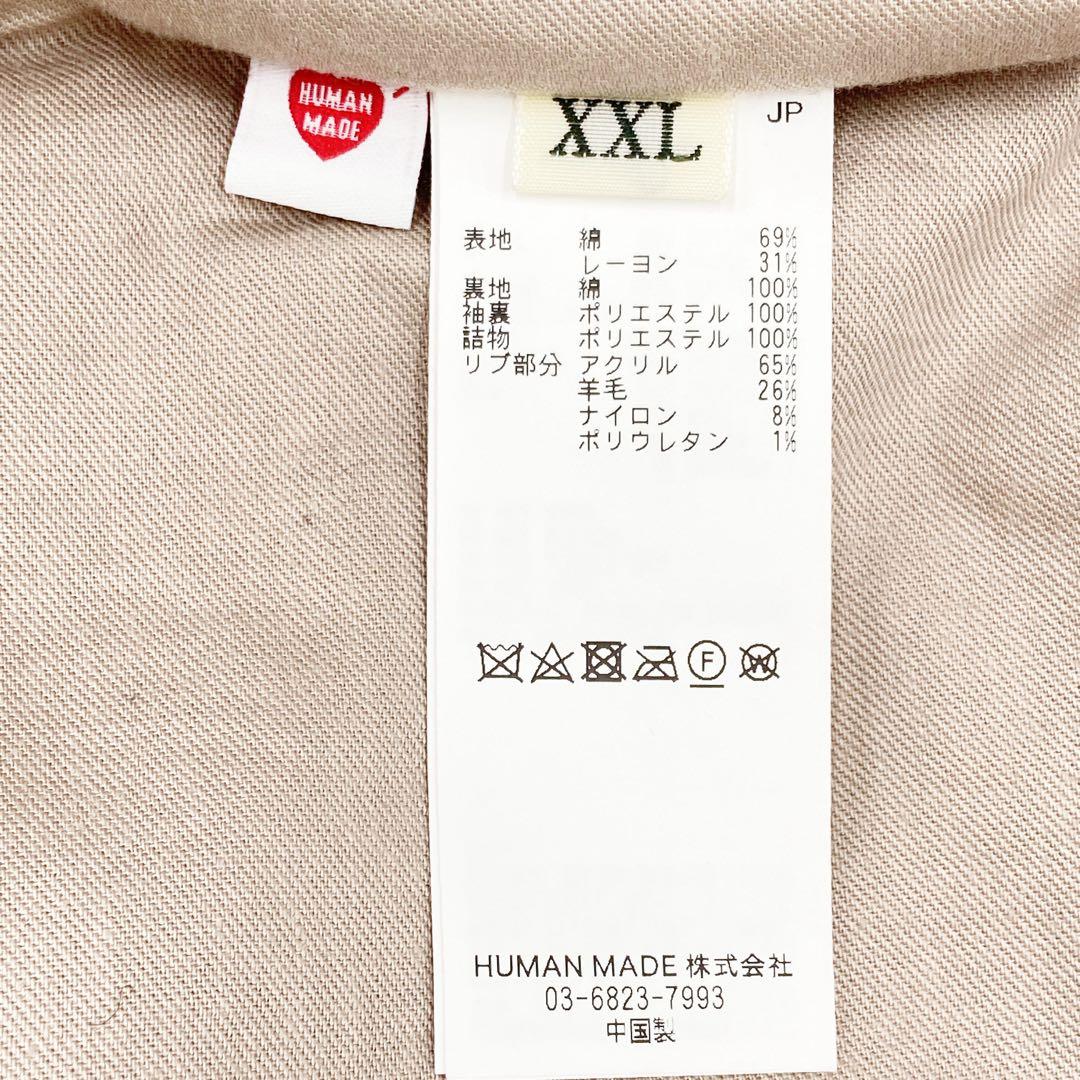 HUMAN
MADE
XXL
JP
表地 綿 69%
レーヨン 31%
裏地 綿 100%
袖裏 ポリエステル 100%
詰物 ポリエステル 100%
リブ部分 アクリル 65%
羊毛 26%
ナイロン 8%
ポリウレタン 1%
F
W
HUMAN MADE 株式会社
03-6823-7993
中国製